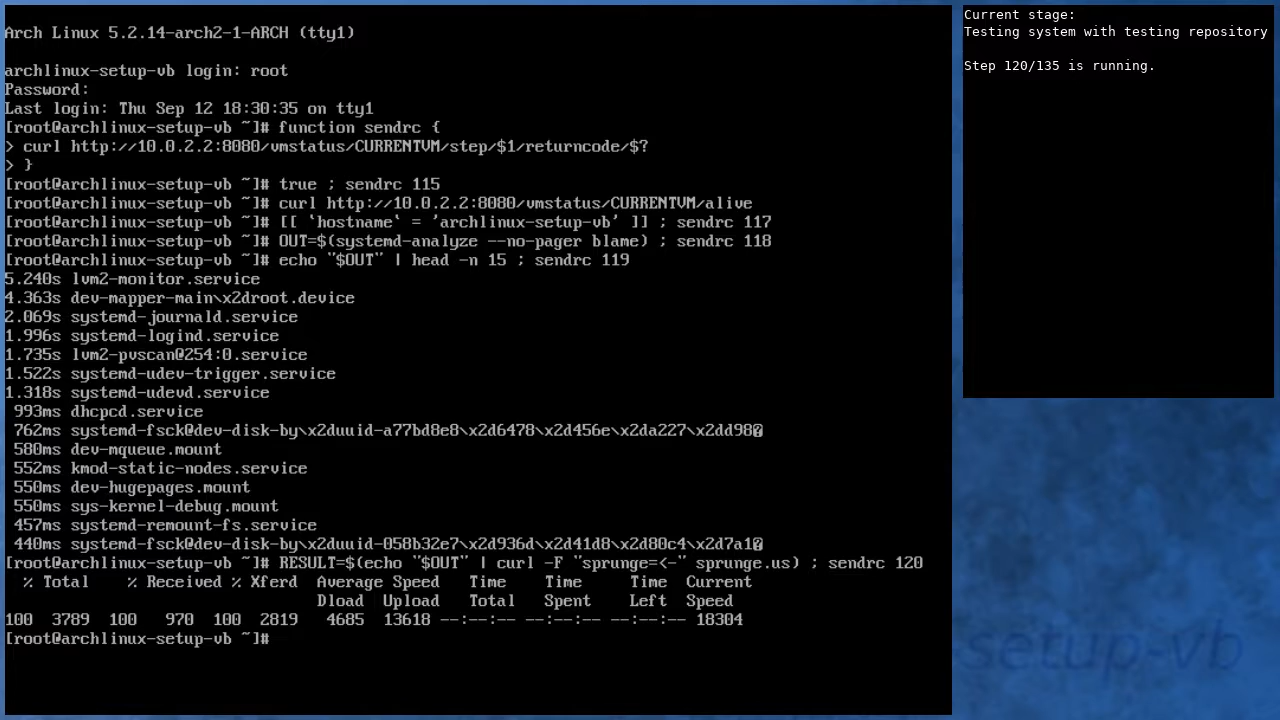 Arch Linux 5.2.14-arch2-1-ARCH (tty1)
archlinux-setup-vb login: root
Password:
Last login: Thu Sep 12 18:30:35 on tty1
[root@archlinux-setup-vb ~]# function sendrc {
> curl http://10.0.2.2:8080/vmstatus/CURRENTVM/step/$1/returncode/$?
> }
[root@archlinux-setup-vb ~]# true ; sendrc 115
[root@archlinux-setup-vb ~]# curl http://10.0.2.2:8080/vmstatus/CURRENTVM/alive
[root@archlinux-setup-vb ~]# [[ `hostname` = 'archlinux-setup-vb' ]] ; sendrc 117
[root@archlinux-setup-vb ~]# OUT=$(systemd-analyze --no-pager blame) ; sendrc 118
[root@archlinux-setup-vb ~]# echo "$OUT" | head -n 15 ; sendrc 119
5.240s lvm2-monitor.service
4.363s dev-mapper-main\x2droot.device
2.069s systemd-journald.service
1.996s systemd-logind.service
1.735s lvm2-pvscan@254:0.service
1.522s systemd-udev-trigger.service
1.318s systemd-udevd.service
993ms dhcpcd.service
762ms systemd-fsck@dev-disk-by\x2duuid-a77bd8e8\x2d6478\x2d456e\x2da227\x2dd98�
580ms dev-mqueue.mount
552ms kmod-static-nodes.service
550ms dev-hugepages.mount
550ms sys-kernel-debug.mount
457ms systemd-remount-fs.service
440ms systemd-fsck@dev-disk-by\x2duuid-058b32e7\x2d936d\x2d41d8\x2d80c4\x2d7a1�
[root@archlinux-setup-vb ~]# RESULT=$(echo "$OUT" | curl -F "sprunge=<-" sprunge.us) ; sendrc 120
% Total % Received % Xferd Average Speed Time Time Time Current
Dload Upload Total Spent Left Speed
100 3789 100 970 100 2819 4685 13618 --:--:-- --:--:-- --:--:-- 18304
[root@archlinux-setup-vb ~]#
Current stage:
Testing system with testing repository
Step 120/135 is running.
setup-vb